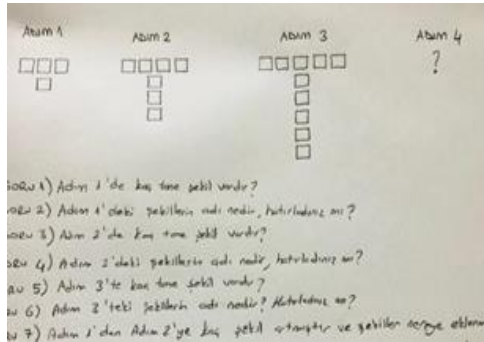 Adım 1 Adım 2 Adım 3 Adım 4
?
SORU 1) Adım 1'de kaç tane şekil vardır?
SORU 2) Adım 1'deki şekillerin adı nedir, hatırladınız mı?
SORU 3) Adım 2'de kaç tane şekil vardır?
SORU 4) Adım 2'daki şekillerin adı nedir, hatırladınız mı?
RU 5) Adım 3'te kaç tane şekil vardır?
U 6) Adım 3'teki şekillerin adı nedir? Hatırladınız mı?
U 7) Adım 1'den Adım 2'ye kaç şekil artmıştır ve şekiller nereye eklenm